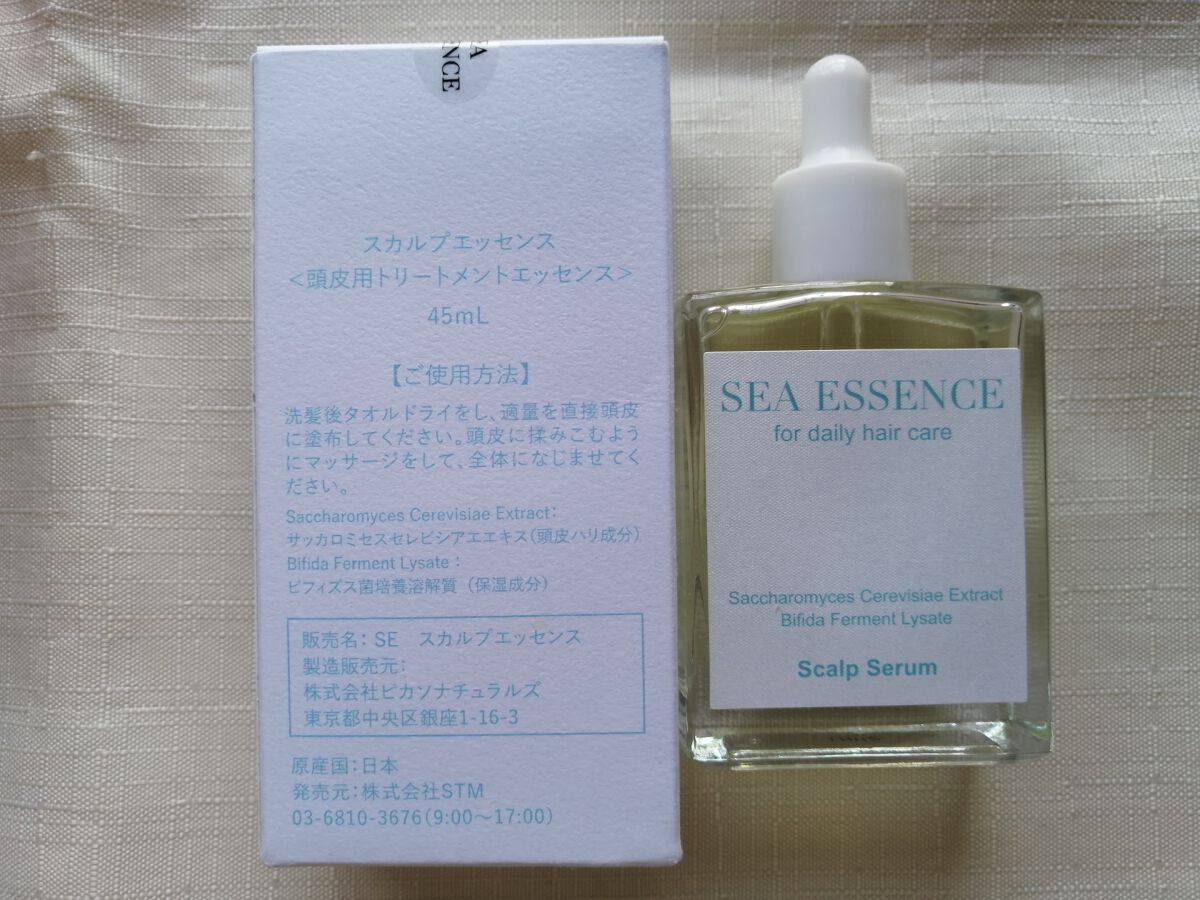 SEA
ENCE
スカルプエッセンス
<頭皮用トリートメントエッセンス>
45mL
【ご使用方法】
洗髪後タオルドライをし、適量を直接頭皮
に塗布してください。頭皮に揉みこむよう
にマッサージをして、全体になじませてく
ださい。
Saccharomyces Cerevisiae Extract:
サッカロミセスセレビシアエエキス(頭皮ハリ成分)
Bifida Ferment Lysate :
ビフィズス菌培養溶解質 (保湿成分)
販売名: SE スカルプエッセンス
製造販売元:
株式会社ピカソナチュラルズ
東京都中央区銀座1-16-3
原産国:日本
発売元:株式会社STM
03-6810-3676(9:00〜17:00)
SEA ESSENCE
for daily hair care
Saccharomyces Cerevisiae Extract
Bifida Ferment Lysate
Scalp Serum